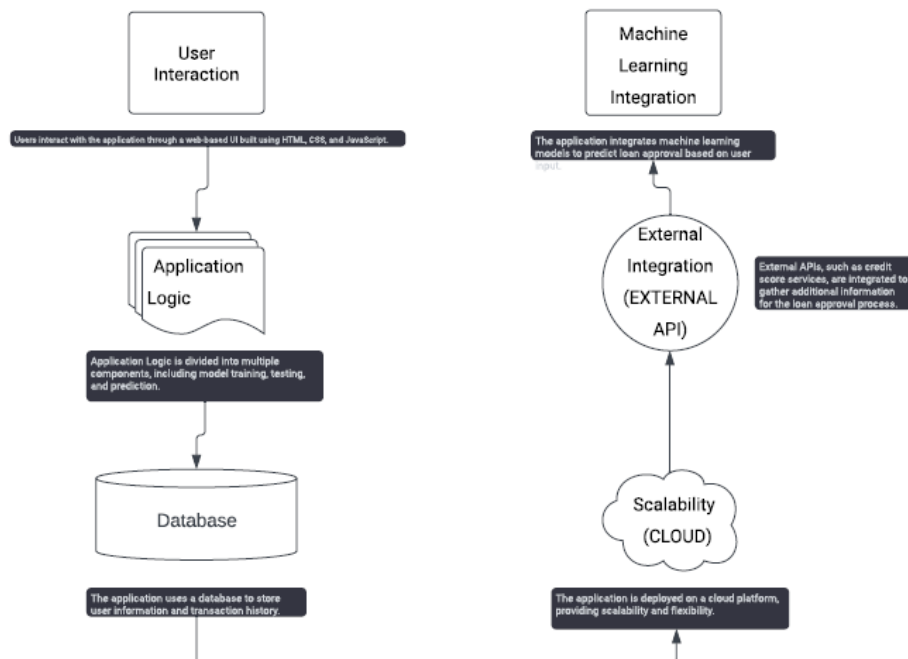 User
Interaction
Users interact with the application through a web-based UI built using HTML, CSS, and JavaScript.
Application
Logic
Application Logic is divided into multiple
components, including model training, testing,
and prediction.
Database
The application uses a database to store
user information and transaction history.
Machine
Learning
Integration
The application integrates machine learning
models to predict loan approval based on user
input.
External
Integration
(EXTERNAL
API)
External APIs, such as credit
score services, are integrated to
gather additional information
for the loan approval process.
Scalability
(CLOUD)
The application is deployed on a cloud platform,
providing scalability and flexibility.